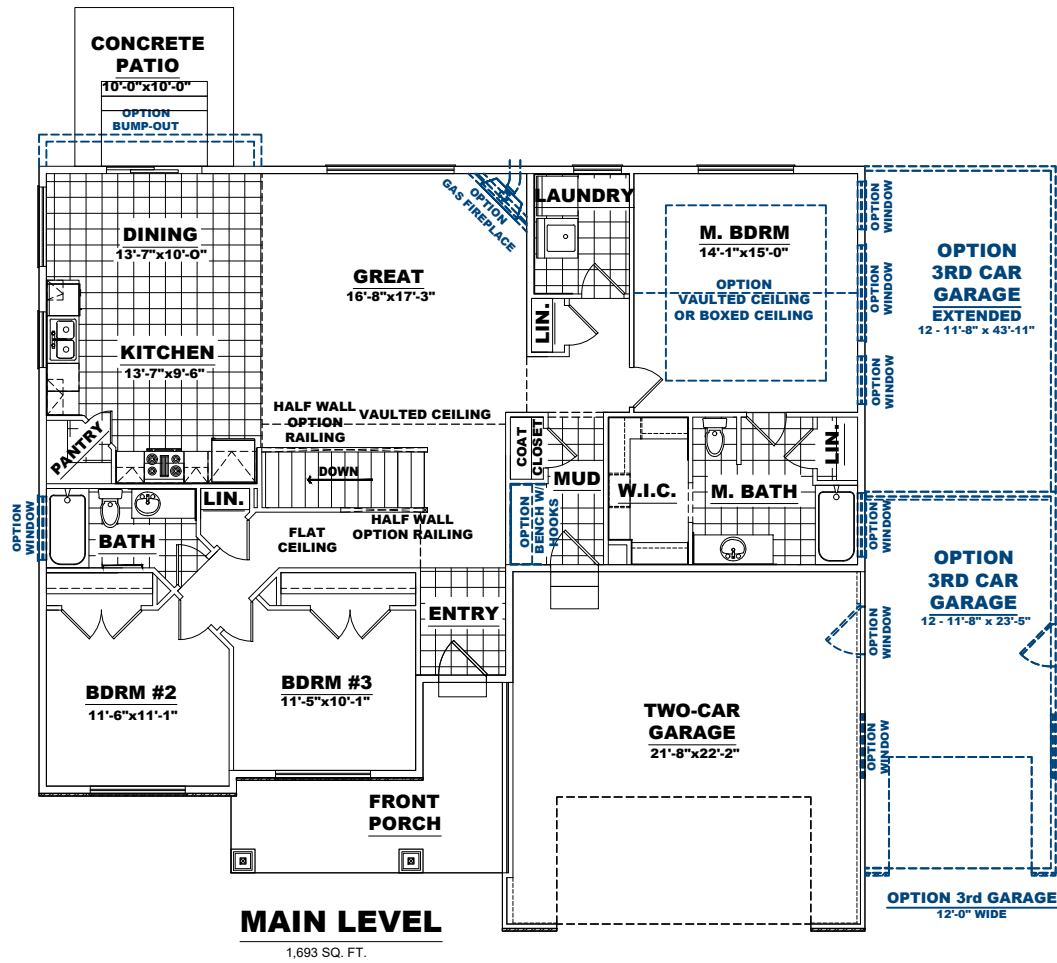 CONCRETE
PATIO
10'-0"x10'-0"
OPTION
BUMP-OUT
DINING
13'-7"x10'-O"
GREAT
16'-8"x17'-3"
OPTION
GAS FIREPLACE
LAUNDRY
M. BDRM
14'-1"x15'-0"
OPTION
VAULTED CEILING
OR BOXED CEILING
OPTION
WINDOW
OPTION
WINDOW
OPTION
WINDOW
OPTION
3RD CAR
GARAGE
EXTENDED
12 - 11'-8" x 43'-11"
LIN.
KITCHEN
13'-7"x9'-6"
HALF WALL
OPTION
RAILING
VAULTED CEILING
PANTRY
DOWN
COAT
CLOSET
MUD
W.I.C.
M. BATH
LIN.
LIN.
OPTION
WINDOW
BATH
FLAT
CEILING
HALF WALL
OPTION RAILING
OPTION
BENCH W/
HOOKS
OPTION
WINDOW
OPTION
3RD CAR
GARAGE
12 - 11'-8" x 23'-5"
ENTRY
OPTION
WINDOW
BDRM #2
11'-6"x11'-1"
BDRM #3
11'-5"x10'-1"
TWO-CAR
GARAGE
21'-8"x22'-2"
OPTION
WINDOW
FRONT
PORCH
OPTION 3rd GARAGE
12'-0" WIDE
MAIN LEVEL
1,693 SQ. FT.